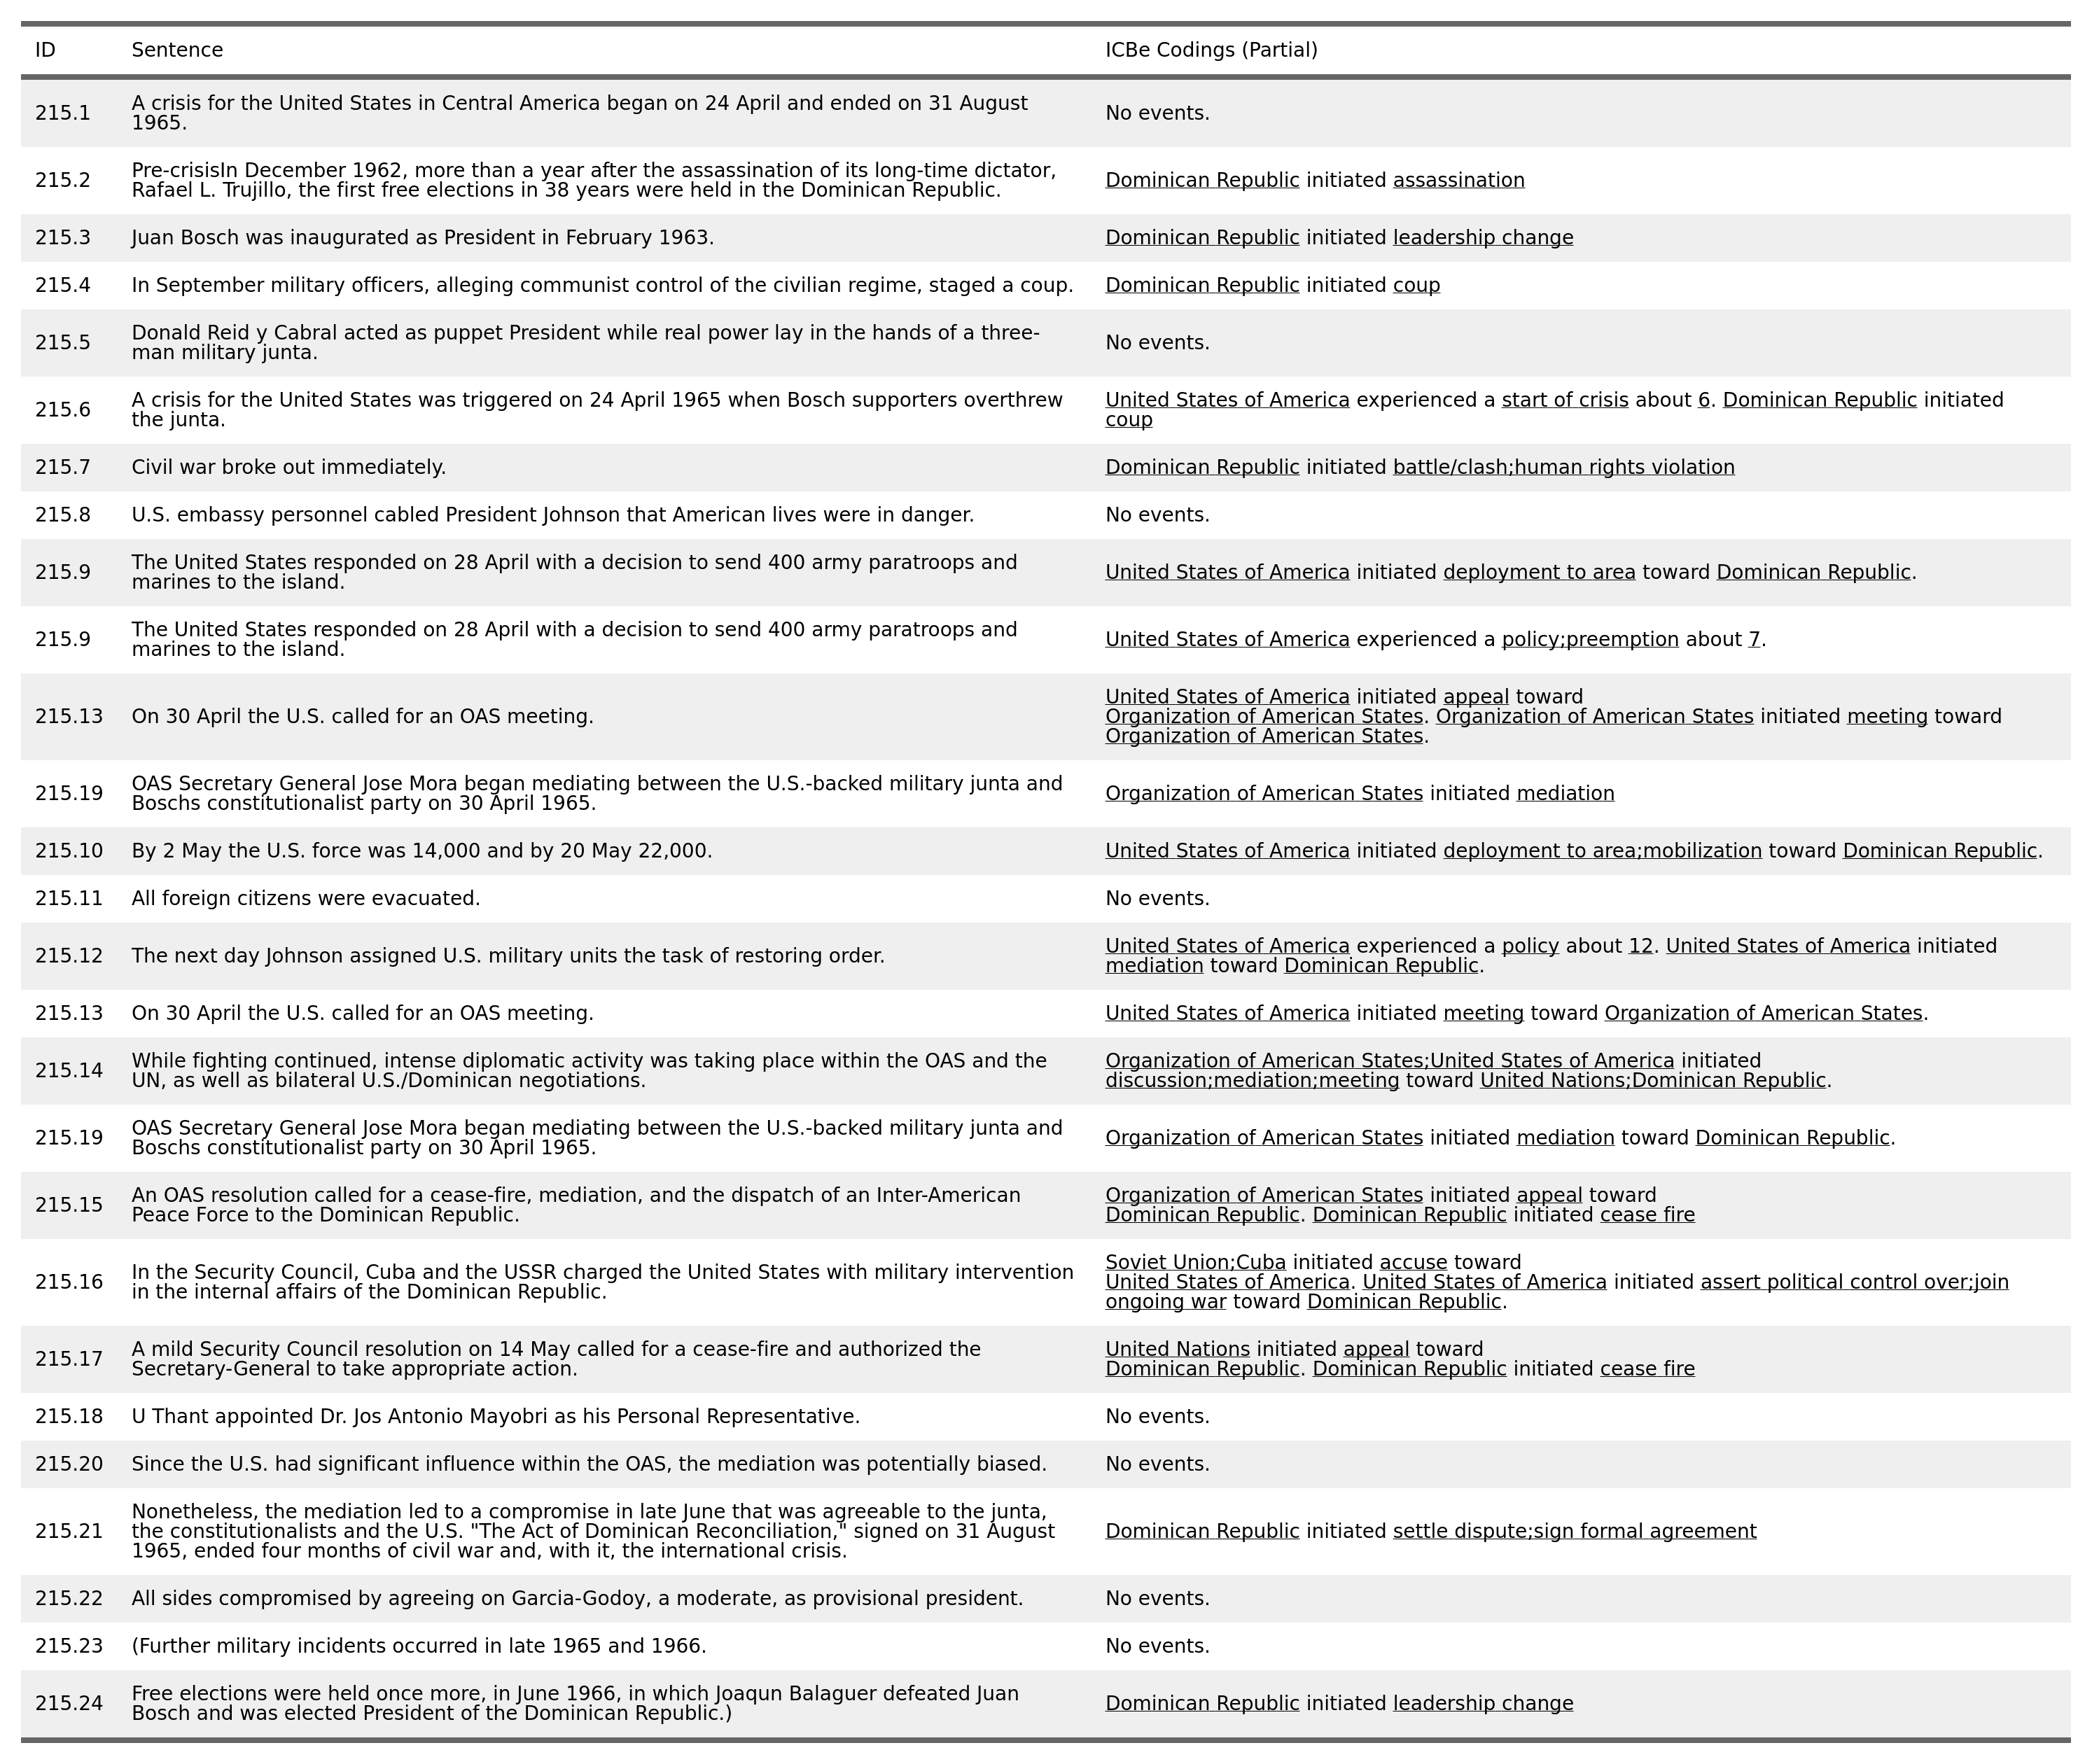 ID Sentence ICBe Codings (Partial)
215.1 A crisis for the United States in Central America began on 24 April and ended on 31 August
1965. No events.
215.2 Pre-crisisIn December 1962, more than a year after the assassination of its long-time dictator,
Rafael L. Trujillo, the first free elections in 38 years were held in the Dominican Republic. Dominican Republic initiated assassination
215.3 Juan Bosch was inaugurated as President in February 1963. Dominican Republic initiated leadership change
215.4 In September military officers, alleging communist control of the civilian regime, staged a coup. Dominican Republic initiated coup
215.5 Donald Reid y Cabral acted as puppet President while real power lay in the hands of a three-
man military junta. No events.
215.6 A crisis for the United States was triggered on 24 April 1965 when Bosch supporters overthrew
the junta.
United States of America experienced a start of crisis about 6. Dominican Republic initiated
coup
215.7 Civil war broke out immediately. Dominican Republic initiated battle/clash;human rights violation
215.8 U.S. embassy personnel cabled President Johnson that American lives were in danger. No events.
215.9 The United States responded on 28 April with a decision to send 400 army paratroops and
marines to the island. United States of America initiated deployment to area toward Dominican Republic.
215.9 The United States responded on 28 April with a decision to send 400 army paratroops and
marines to the island. United States of America experienced a policy;preemption about 7.
215.13 On 30 April the U.S. called for an OAS meeting.
United States of America initiated appeal toward
Organization of American States. Organization of American States initiated meeting toward
Organization of American States.
215.19 OAS Secretary General Jose Mora began mediating between the U.S.-backed military junta and
Boschs constitutionalist party on 30 April 1965. Organization of American States initiated mediation
215.10 By 2 May the U.S. force was 14,000 and by 20 May 22,000. United States of America initiated deployment to area;mobilization toward Dominican Republic.
215.11 All foreign citizens were evacuated. No events.
215.12 The next day Johnson assigned U.S. military units the task of restoring order.
United States of America experienced a policy about 12. United States of America initiated
mediation toward Dominican Republic.
215.13 On 30 April the U.S. called for an OAS meeting. United States of America initiated meeting toward Organization of American States.
215.14 While fighting continued, intense diplomatic activity was taking place within the OAS and the
UN, as well as bilateral U.S./Dominican negotiations.
Organization of American States;United States of America initiated
discussion;mediation;meeting toward United Nations;Dominican Republic.
215.19 OAS Secretary General Jose Mora began mediating between the U.S.-backed military junta and
Boschs constitutionalist party on 30 April 1965. Organization of American States initiated mediation toward Dominican Republic.
215.15 An OAS resolution called for a cease-fire, mediation, and the dispatch of an Inter-American
Peace Force to the Dominican Republic.
Organization of American States initiated appeal toward
Dominican Republic. Dominican Republic initiated cease fire
215.16 In the Security Council, Cuba and the USSR charged the United States with military intervention
in the internal affairs of the Dominican Republic.
Soviet Union;Cuba initiated accuse toward
United States of America. United States of America initiated assert political control over;join
ongoing war toward Dominican Republic.
215.17 A mild Security Council resolution on 14 May called for a cease-fire and authorized the
Secretary-General to take appropriate action.
United Nations initiated appeal toward
Dominican Republic. Dominican Republic initiated cease fire
215.18 U Thant appointed Dr. Jos Antonio Mayobri as his Personal Representative. No events.
215.20 Since the U.S. had significant influence within the OAS, the mediation was potentially biased. No events.
215.21 Nonetheless, the mediation led to a compromise in late June that was agreeable to the junta,
the constitutionalists and the U.S. "The Act of Dominican Reconciliation," signed on 31 August
1965, ended four months of civil war and, with it, the international crisis.
Dominican Republic initiated settle dispute;sign formal agreement
215.22 All sides compromised by agreeing on Garcia-Godoy, a moderate, as provisional president. No events.
215.23 (Further military incidents occurred in late 1965 and 1966. No events.
215.24 Free elections were held once more, in June 1966, in which Joaqun Balaguer defeated Juan
Bosch and was elected President of the Dominican Republic.) Dominican Republic initiated leadership change